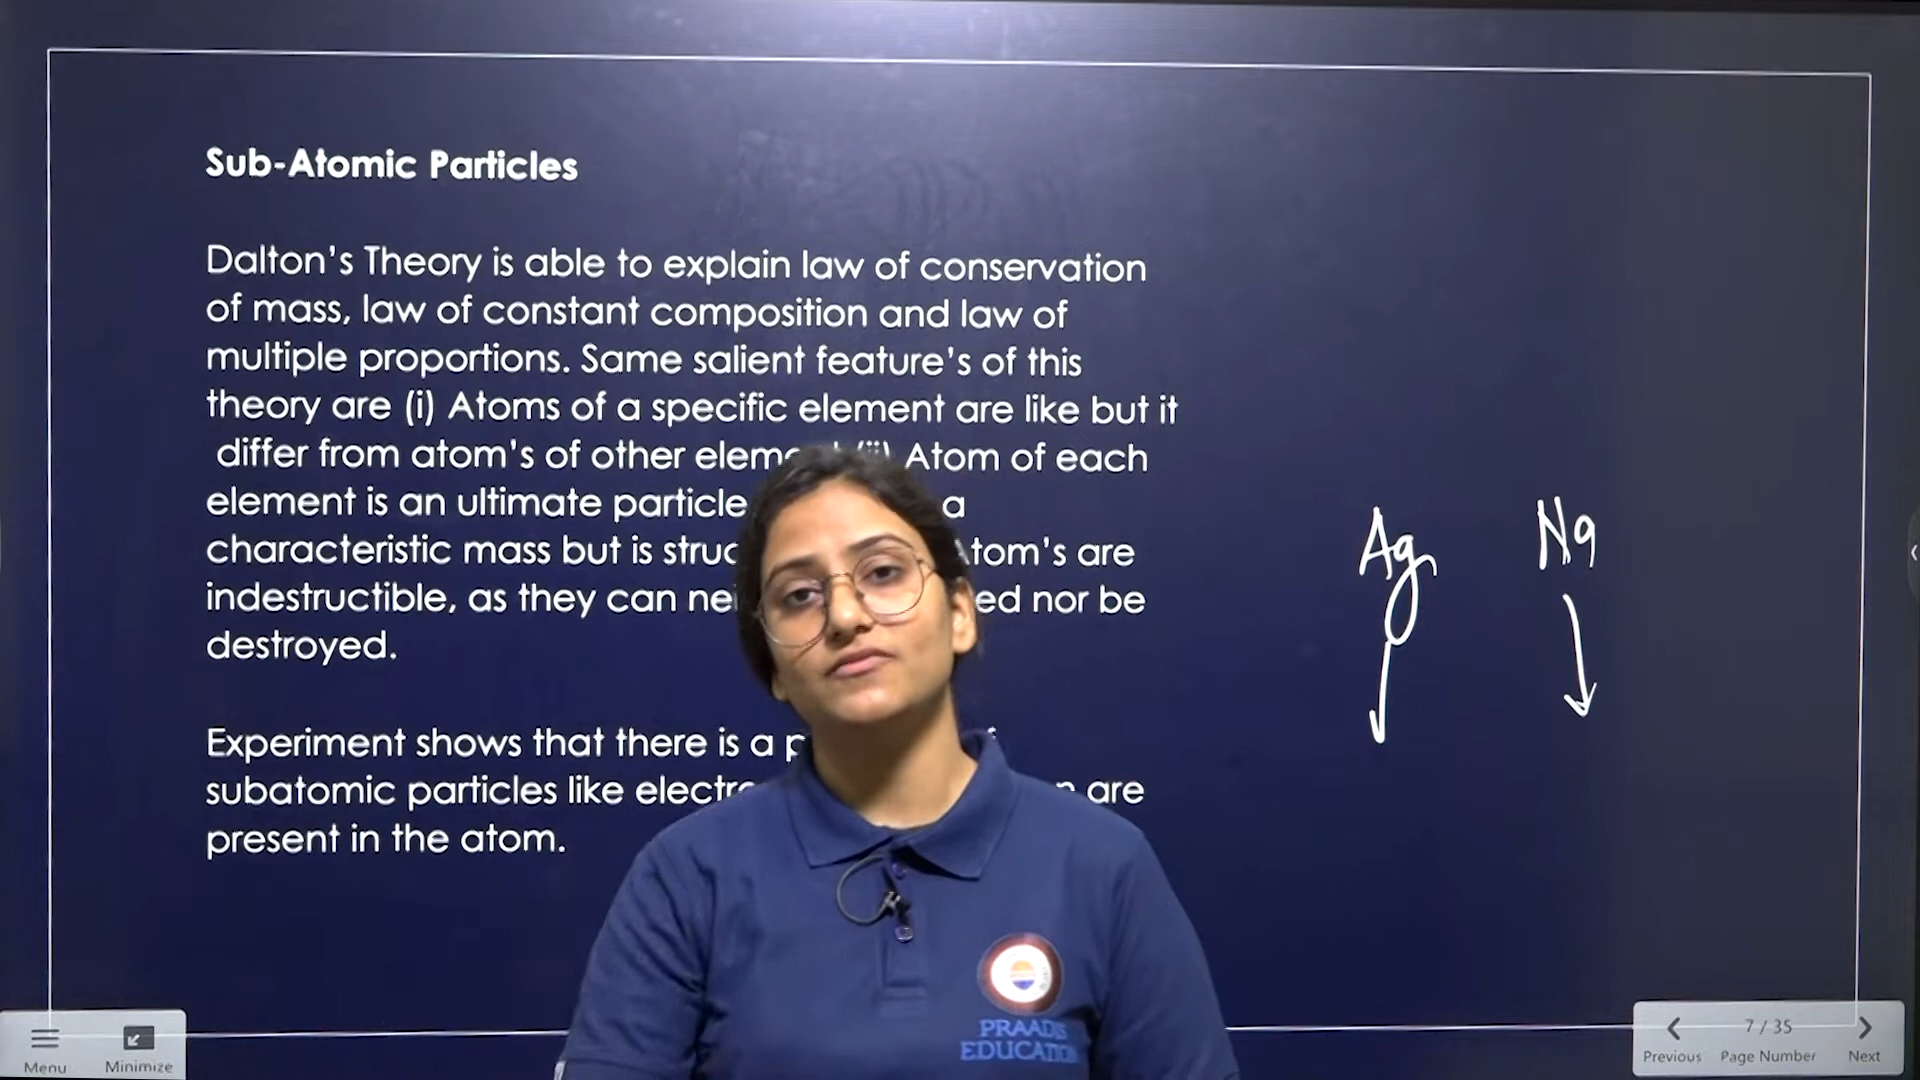 Sub-Atomic Particles
Dalton's Theory is able to explain law of conservation
of mass, law of constant composition and law of
multiple proportions. Same salient feature's of this
theory are (i) Atoms of a specific element are like but it
differ from atom's of other (ii) Atom of each
element is an ultimate particle a
characteristic mass but is are
indestructible, as they can nor be
destroyed.
Experiment shows that there is a
subatomic particles like are
present in the atom.
Ag Na
PRAADIS
EDUCATION
Menu Minimize
7 / 35
Previous Page Number Next